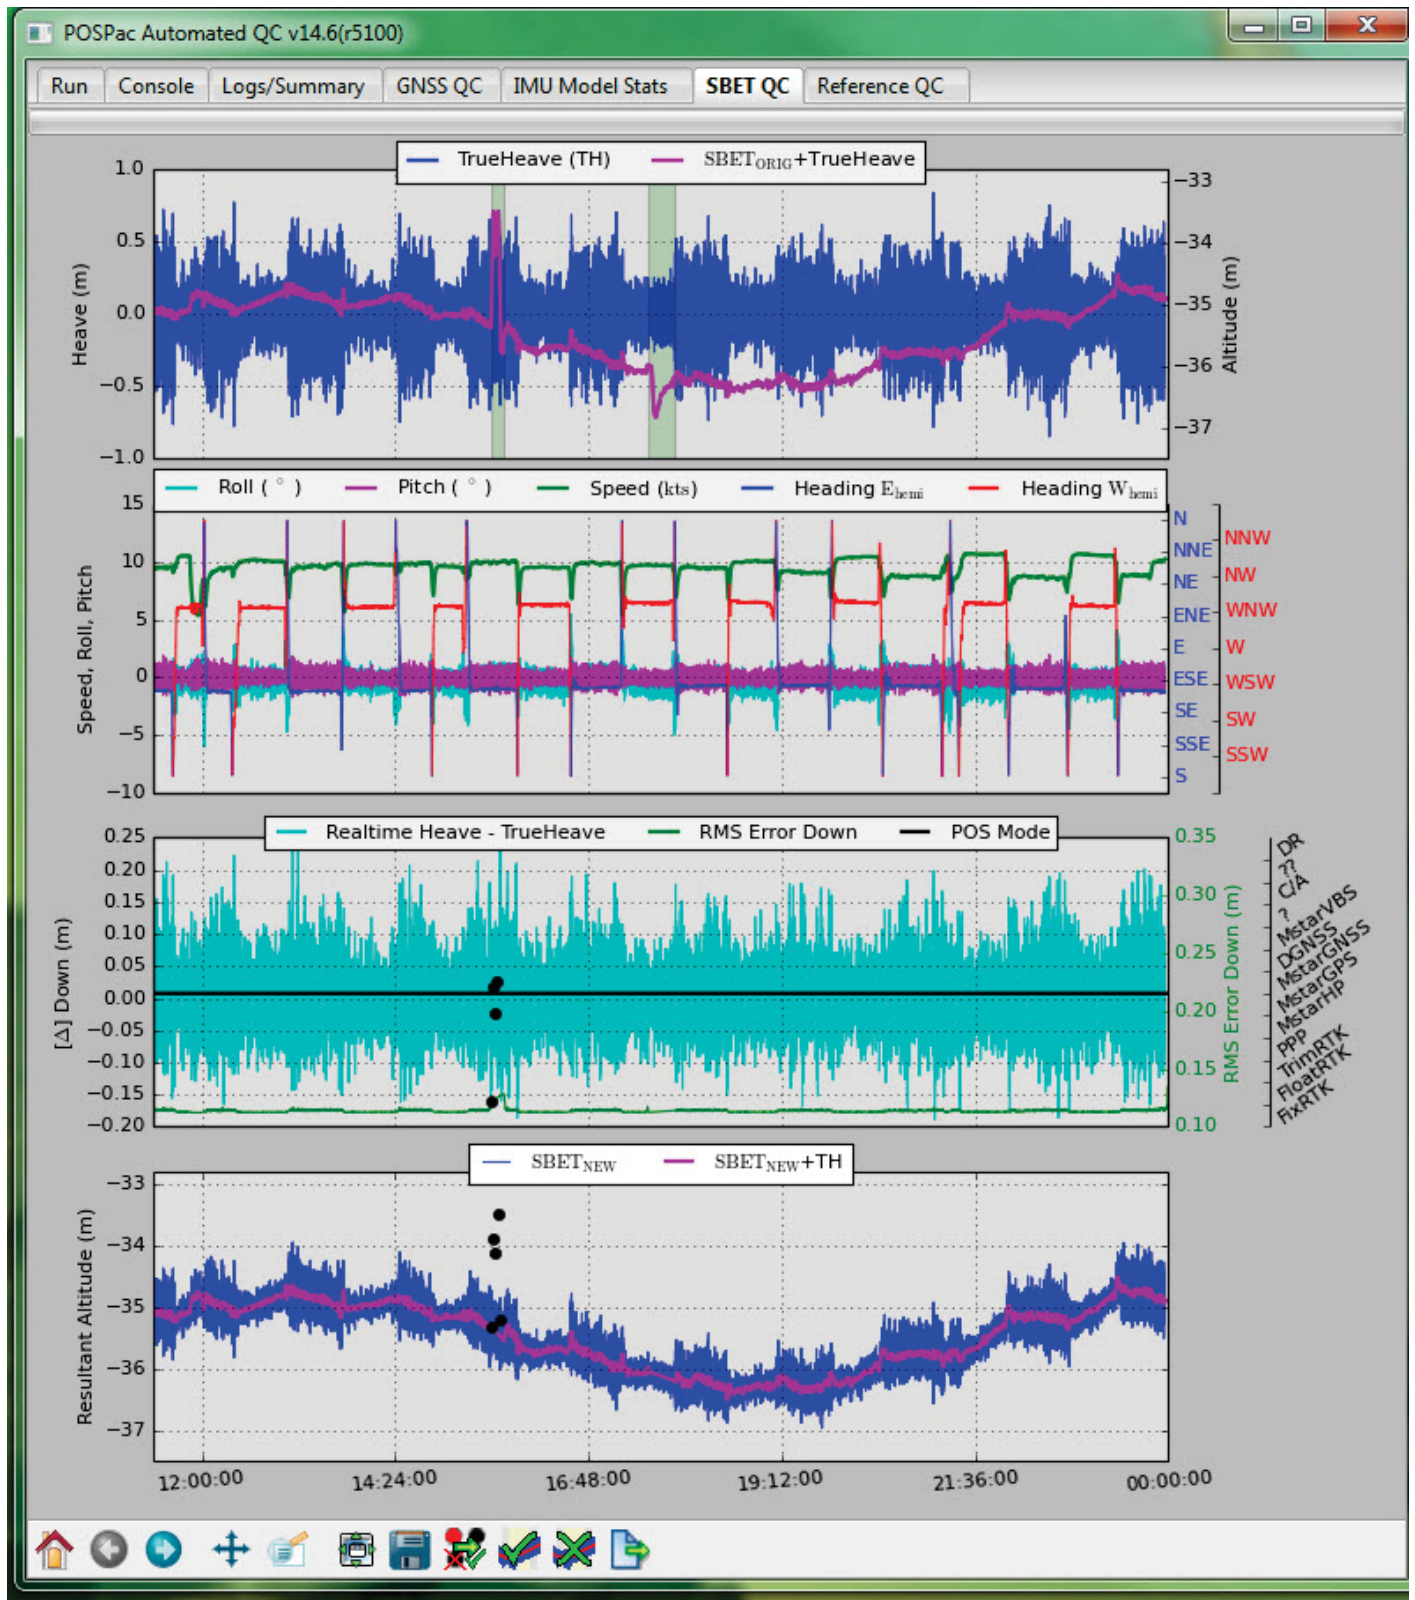 POSPac Automated QC v14.6(r5100)
Run Console Logs/Summary GNSS QC IMU Model Stats SBET QC Reference QC
TrueHeave (TH) SBET_ORIG+TrueHeave
1.0
0.5
0.0
−0.5
−1.0
Heave (m)
−33
−34
−35
−36
−37
Altitude (m)
Roll ( ° ) Pitch ( ° ) Speed (kts) Heading E_hemi Heading W_hemi
15
10
5
0
−5
−10
Speed, Roll, Pitch
N
NNE
NE
ENE
E
ESE
SE
SSE
S
NNW
NW
WNW
W
WSW
SW
SSW
Realtime Heave - TrueHeave RMS Error Down POS Mode
0.25
0.20
0.15
0.10
0.05
0.00
−0.05
−0.10
−0.15
−0.20
[Δ] Down (m)
0.35
0.30
0.25
0.20
0.15
0.10
RMS Error Down (m)
DR
??
C/A
?
MstarVBS
DGNSS
MstarGNSS
MstarGPS
MstarHP
PPP
TrimRTK
FloatRTK
FixRTK
SBET_NEW SBET_NEW+TH
−33
−34
−35
−36
−37
Resultant Altitude (m)
12:00:00 14:24:00 16:48:00 19:12:00 21:36:00 00:00:00